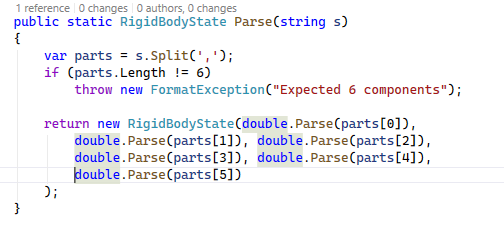 1 reference | 0 changes | 0 authors, 0 changes
public static RigidBodyState Parse(string s)
{
    var parts = s.Split(',');
    if (parts.Length != 6)
        throw new FormatException("Expected 6 components");

    return new RigidBodyState(double.Parse(parts[0]),
        double.Parse(parts[1]), double.Parse(parts[2]),
        double.Parse(parts[3]), double.Parse(parts[4]),
        double.Parse(parts[5])
    );
}